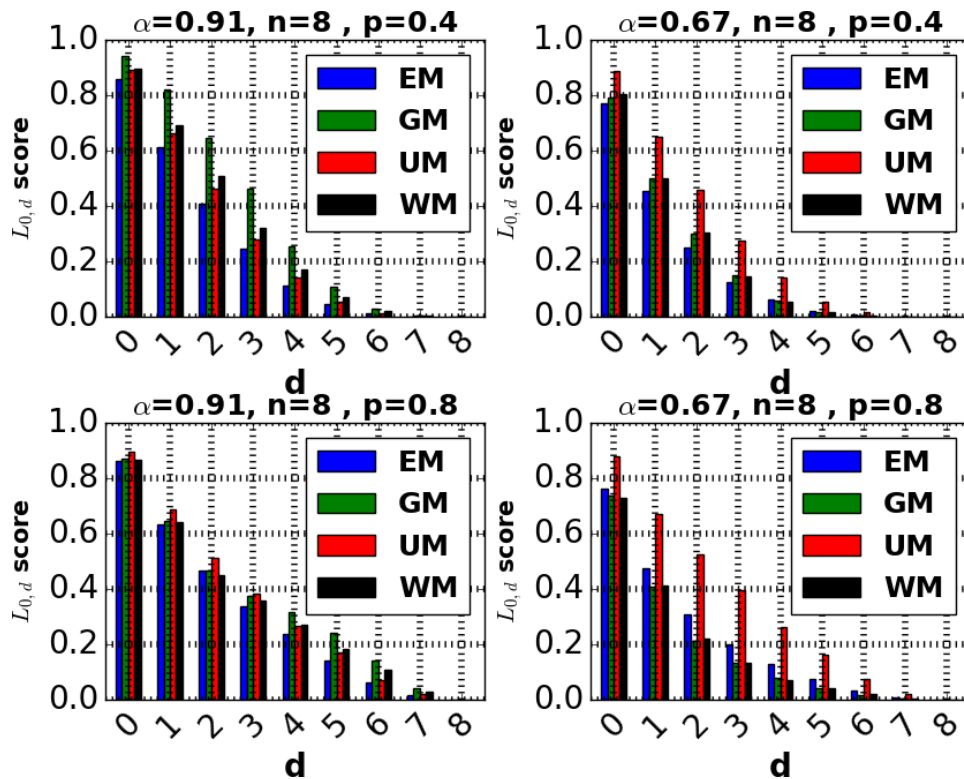 α=0.91, n=8 , p=0.4
1.0
0.8
0.6
0.4
0.2
0.0
L0,d score
EM
GM
UM
WM
0 1 2 3 4 5 6 7 8
d
α=0.67, n=8 , p=0.4
1.0
0.8
0.6
0.4
0.2
0.0
L0,d score
EM
GM
UM
WM
0 1 2 3 4 5 6 7 8
d
α=0.91, n=8 , p=0.8
1.0
0.8
0.6
0.4
0.2
0.0
L0,d score
EM
GM
UM
WM
0 1 2 3 4 5 6 7 8
d
α=0.67, n=8 , p=0.8
1.0
0.8
0.6
0.4
0.2
0.0
L0,d score
EM
GM
UM
WM
0 1 2 3 4 5 6 7 8
d